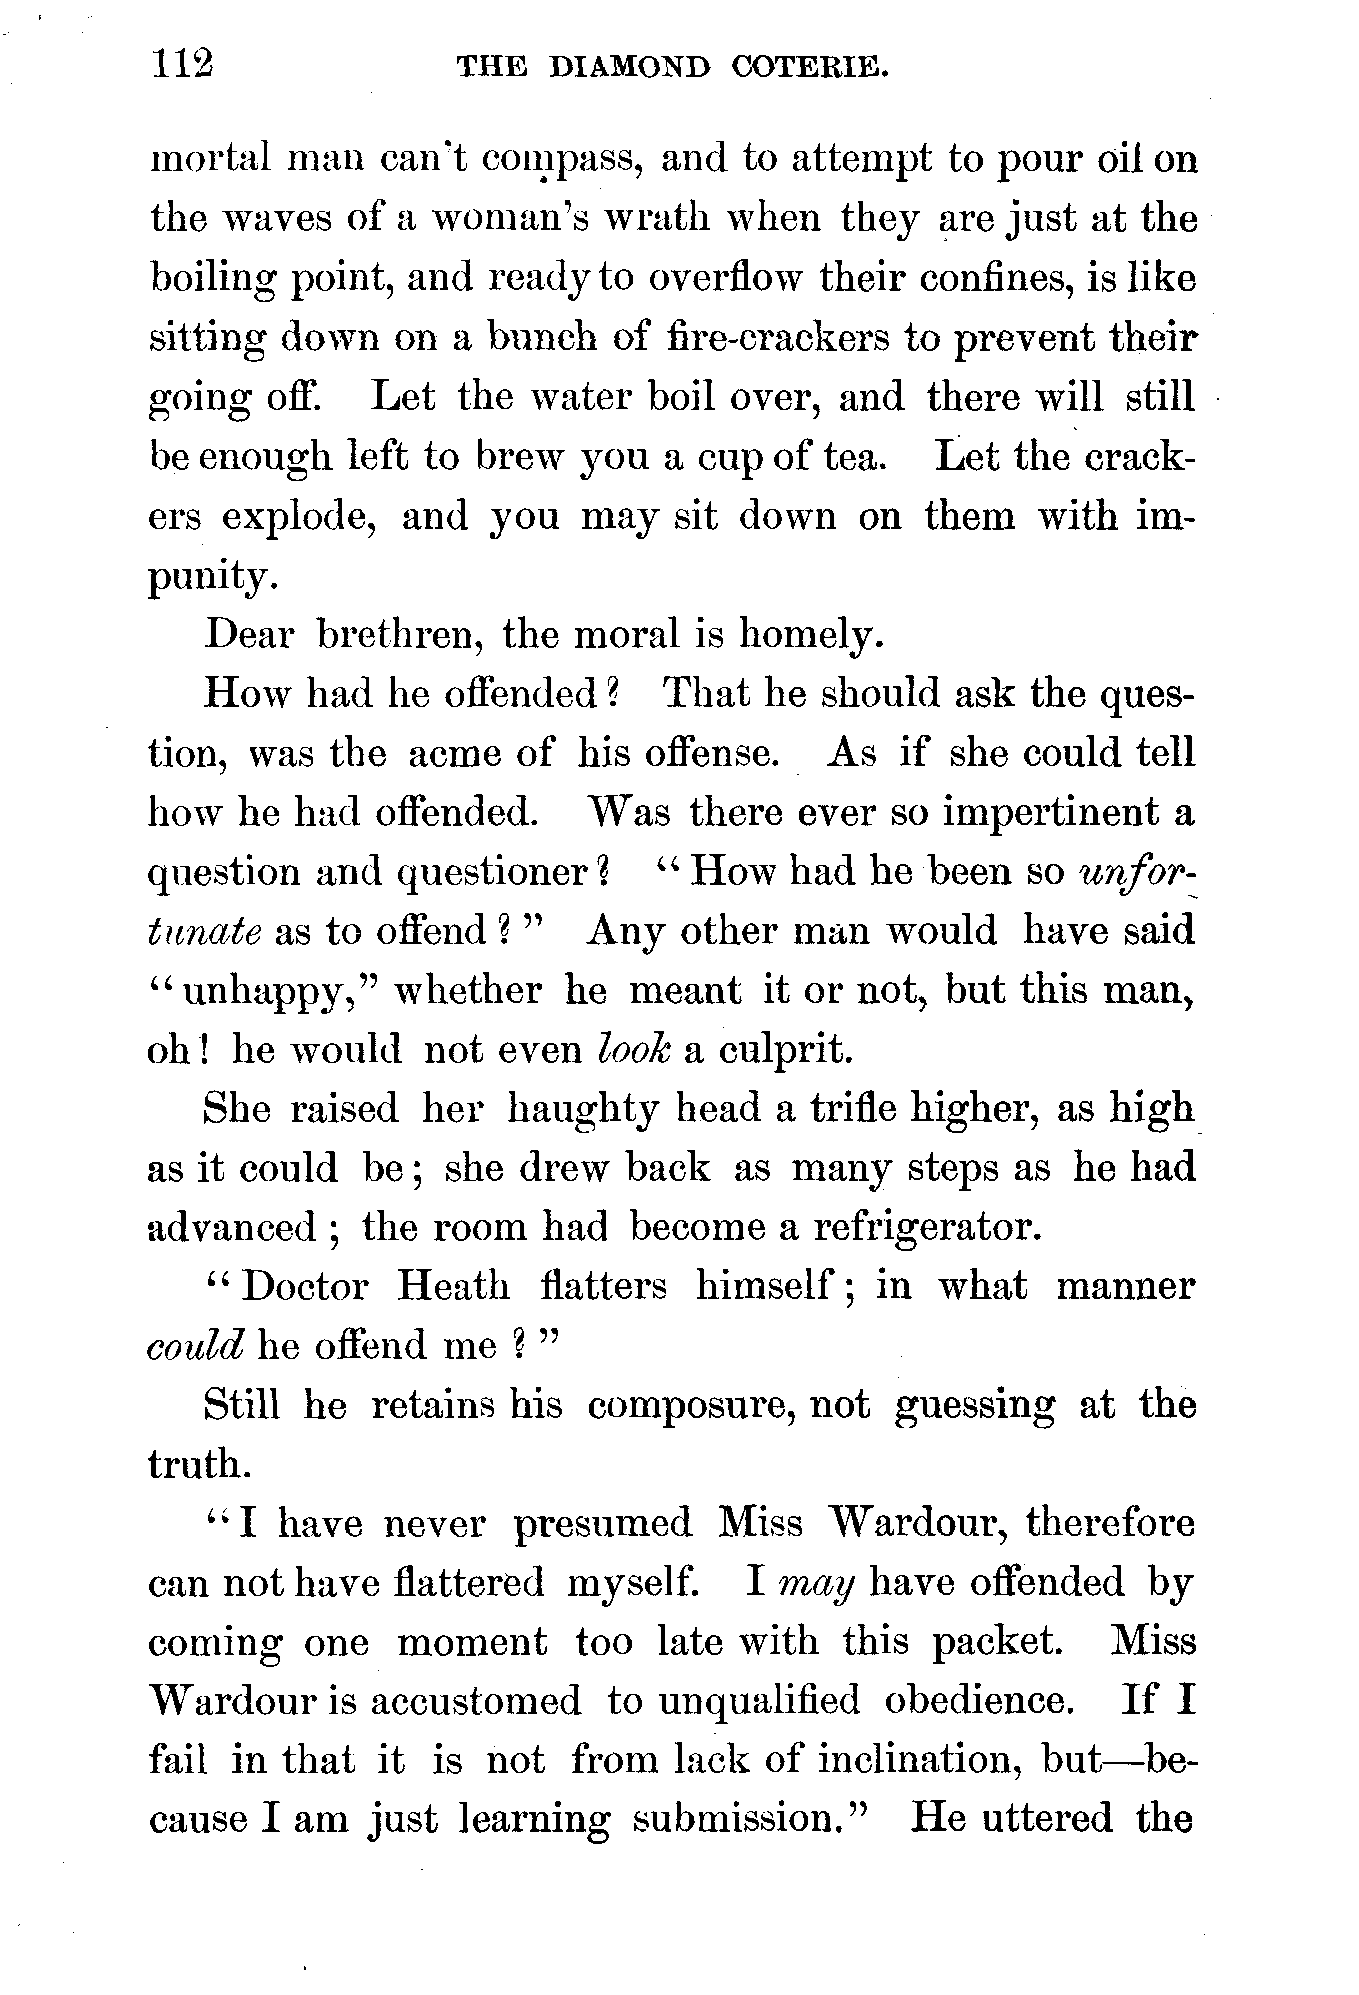 112 THE DIAMOND COTERIE.
mortal man can't compass, and to attempt to pour oil on
the waves of a woman's wrath when they are just at the
boiling point, and ready to overflow their confines, is like
sitting down on a bunch of fire-crackers to prevent their
going off. Let the water boil over, and there will still
be enough left to brew you a cup of tea. Let the crack-
ers explode, and you may sit down on them with im-
punity.
Dear brethren, the moral is homely.
How had he offended? That he should ask the ques-
tion, was the acme of his offense. As if she could tell
how he had offended. Was there ever so impertinent a
question and questioner? "How had he been so unfor-
tunate as to offend?" Any other man would have said
"unhappy," whether he meant it or not, but this man,
oh! he would not even look a culprit.
She raised her haughty head a trifle higher, as high
as it could be; she drew back as many steps as he had
advanced; the room had become a refrigerator.
"Doctor Heath flatters himself; in what manner
could he offend me?"
Still he retains his composure, not guessing at the
truth.
"I have never presumed Miss Wardour, therefore
can not have flattered myself. I may have offended by
coming one moment too late with this packet. Miss
Wardour is accustomed to unqualified obedience. If I
fail in that it is not from lack of inclination, but—be-
cause I am just learning submission." He uttered the